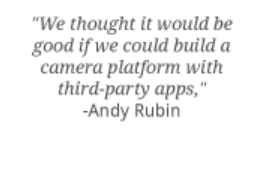 "We thought it would be
good if we could build a
camera platform with
third-party apps,"
-Andy Rubin